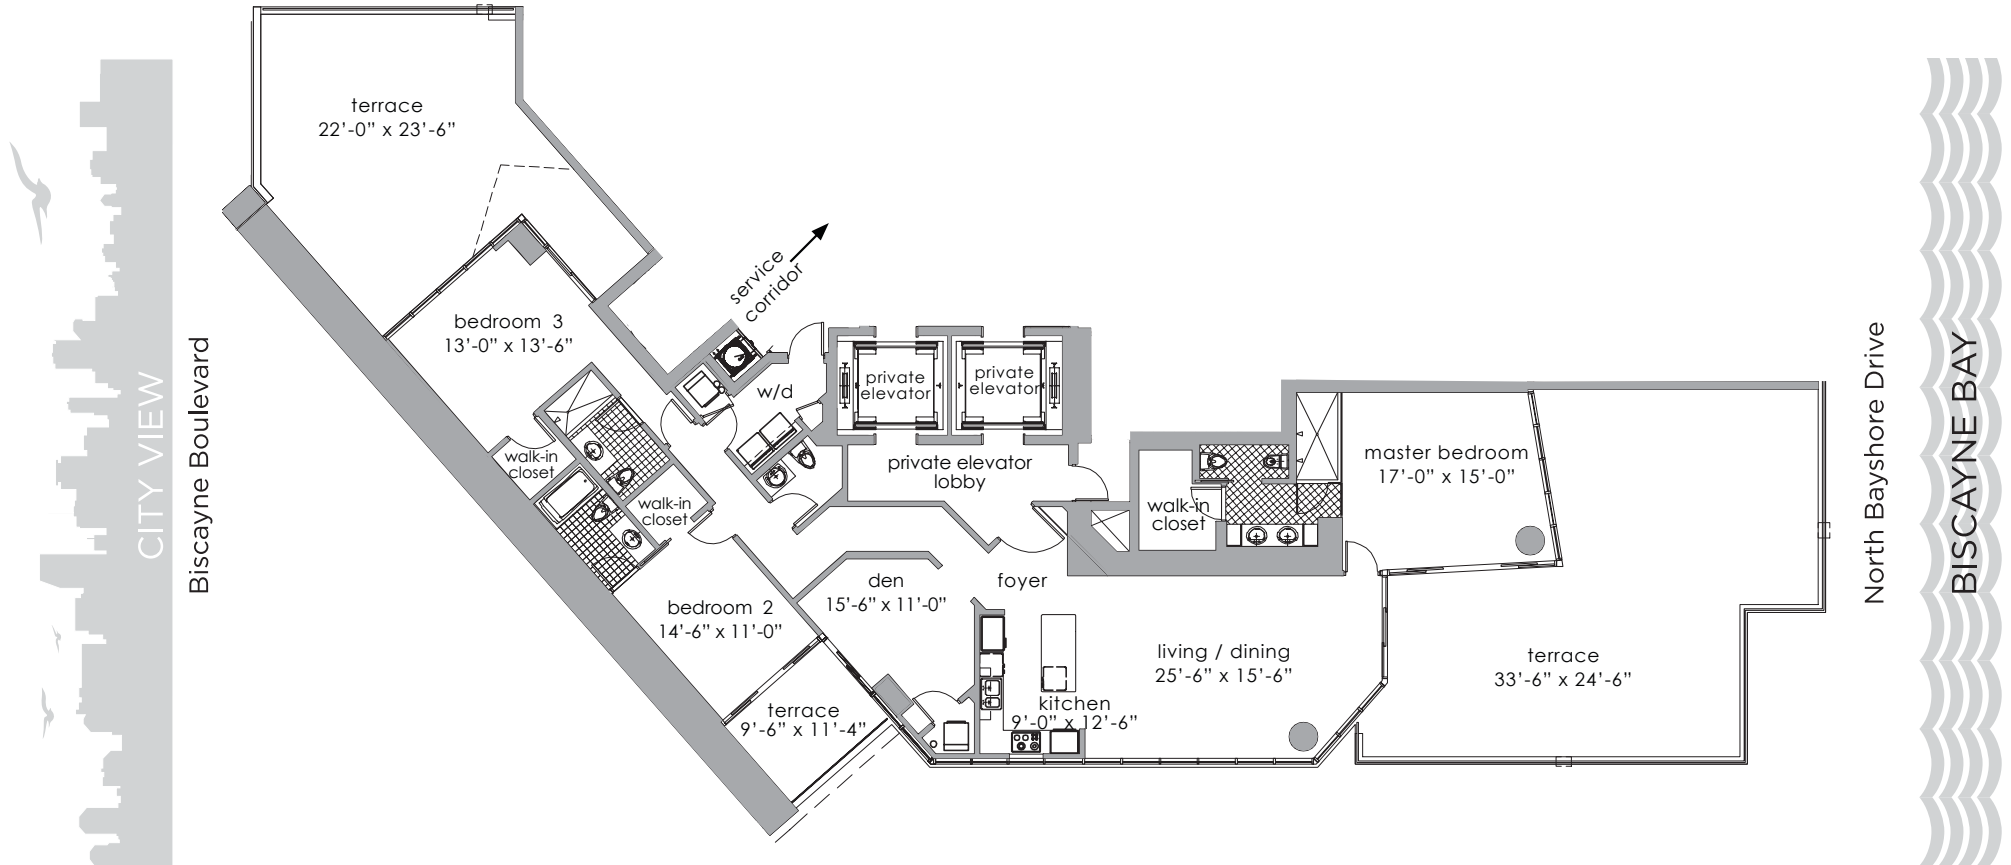 CITY VIEW
Biscayne Boulevard
terrace
22’-0” x 23’-6”
bedroom 3
13’-0” x 13’-6”
service
corridor
w/d
private
elevator
private
elevator
private elevator
lobby
walk-in
closet
walk-in
closet
walk-in
closet
master bedroom
17’-0” x 15’-0”
den
15’-6” x 11’-0”
foyer
bedroom 2
14’-6” x 11’-0”
living / dining
25’-6” x 15’-6”
terrace
33’-6” x 24’-6”
terrace
9’-6” x 11’-4”
kitchen
9’-0” x 12’-6”
North Bayshore Drive
BISCAYNE BAY